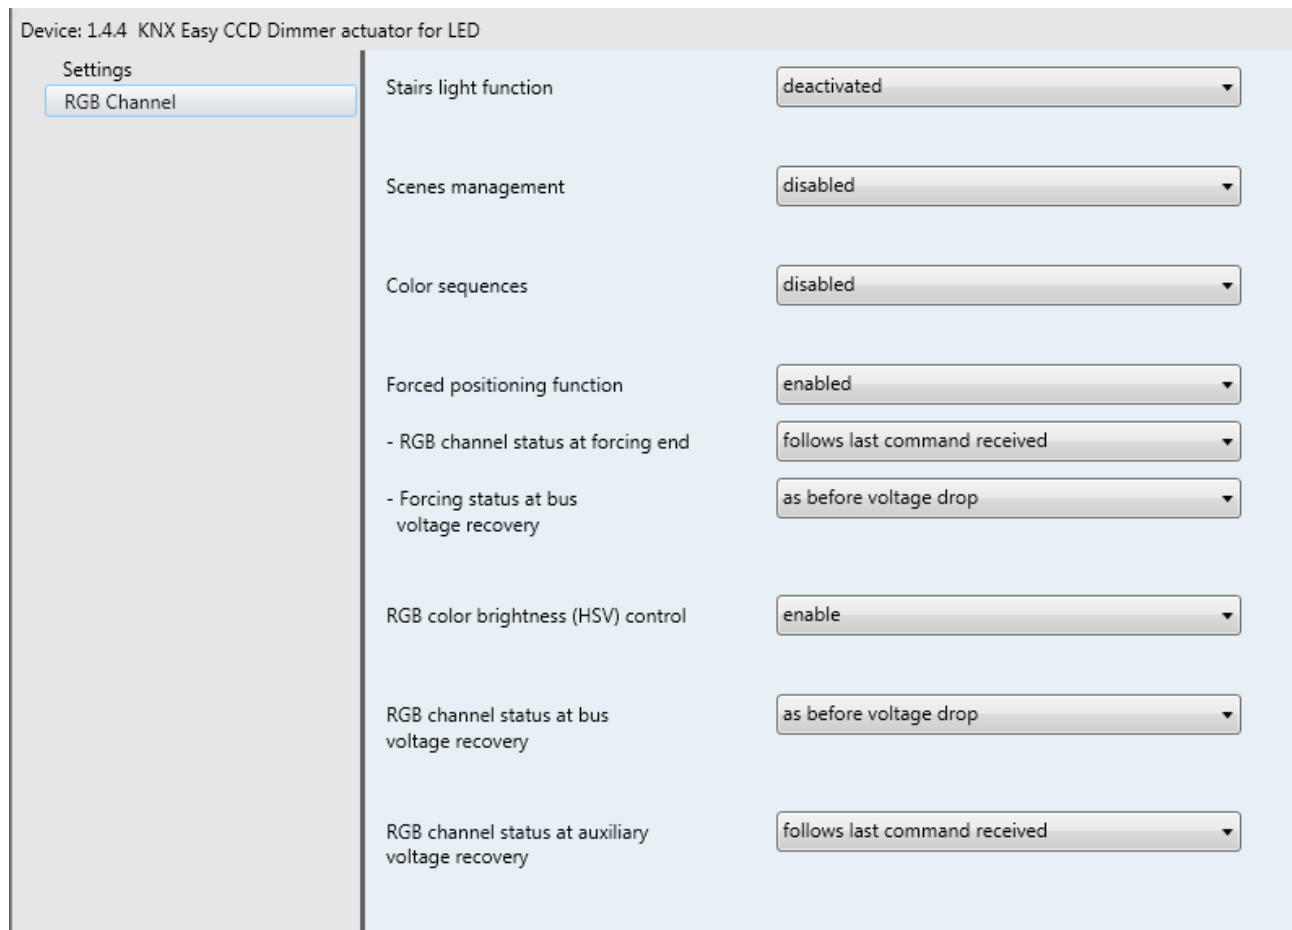 Device: 1.4.4  KNX Easy CCD Dimmer actuator for LED
Settings
RGB Channel
Stairs light function
deactivated
Scenes management
disabled
Color sequences
disabled
Forced positioning function
enabled
- RGB channel status at forcing end
follows last command received
- Forcing status at bus
voltage recovery
as before voltage drop
RGB color brightness (HSV) control
enable
RGB channel status at bus
voltage recovery
as before voltage drop
RGB channel status at auxiliary
voltage recovery
follows last command received